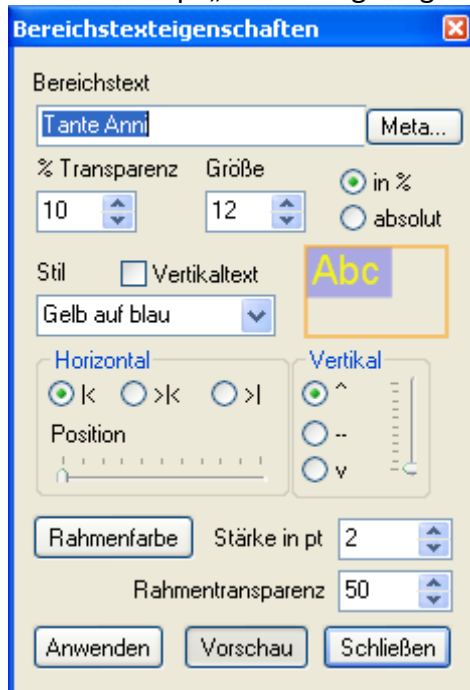 Bereichstexteigenschaften
Bereichstext
Tante Anni
Meta...
% Transparenz Größe
10 12
in %
absolut
Stil Vertikaltext
Abc
Gelb auf blau
Horizontal Vertikal
|< >|< >| ^
Position --
v
Rahmenfarbe Stärke in pt 2
Rahmentransparenz 50
Anwenden Vorschau Schließen